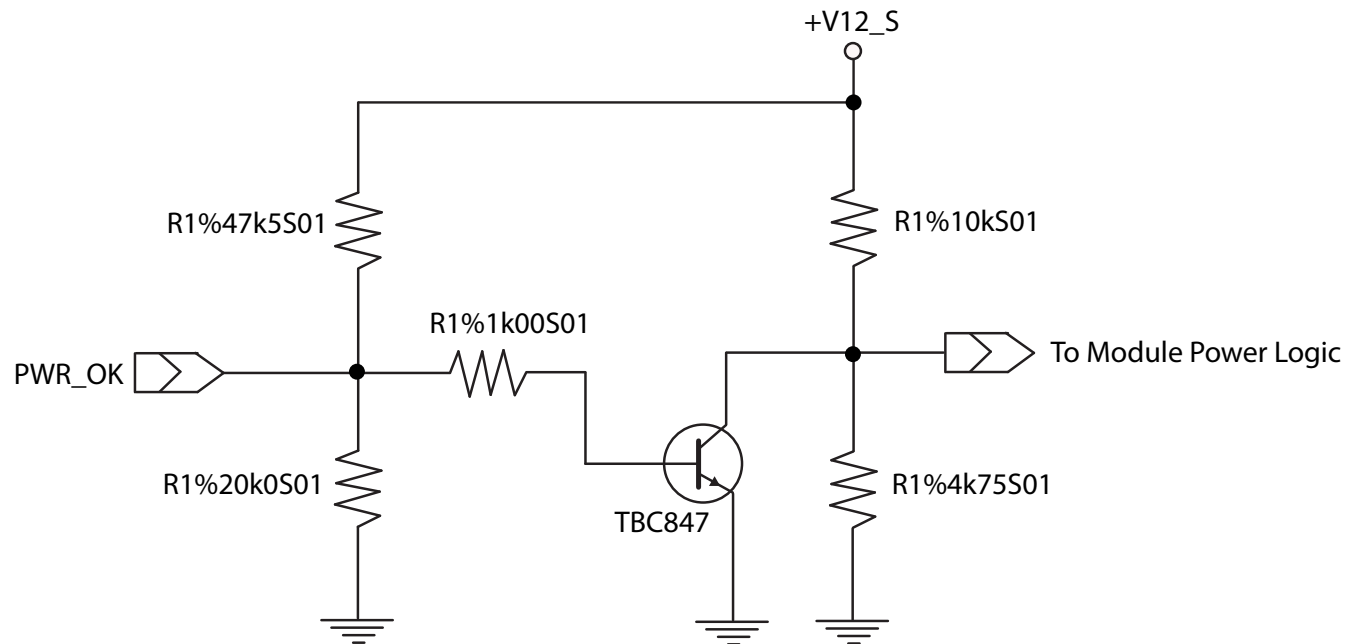 +V12_S
R1%47k5S01
R1%10kS01
R1%1k00S01
PWR_OK
To Module Power Logic
R1%20k0S01
R1%4k75S01
TBC847